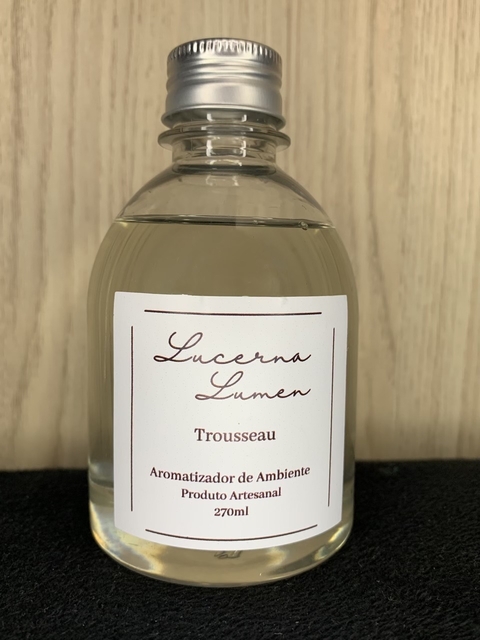 Lucerna
Lumen
Trousseau
Aromatizador de Ambiente
Produto Artesanal
270ml